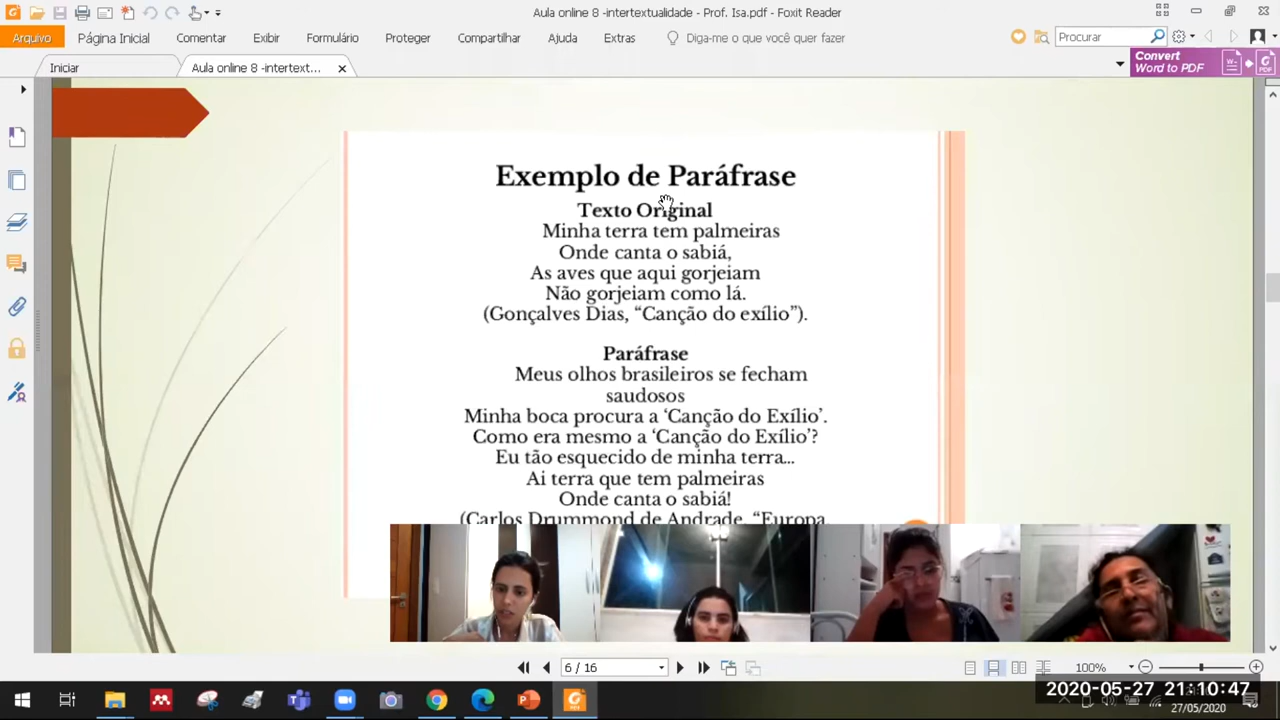 Aula online 8 -intertextualidade - Prof. Isa.pdf - Foxit Reader
Arquivo Página Inicial Comentar Exibir Formulário Proteger Compartilhar Ajuda Extras Diga-me o que você quer fazer Procurar
Iniciar Aula online 8 -intertext... Convert
Word to PDF
Exemplo de Paráfrase
Texto Original
Minha terra tem palmeiras
Onde canta o sabiá,
As aves que aqui gorjeiam
Não gorjeiam como lá.
(Gonçalves Dias, “Canção do exílio”).
Paráfrase
Meus olhos brasileiros se fecham
saudosos
Minha boca procura a ‘Canção do Exílio’.
Como era mesmo a ‘Canção do Exílio’?
Eu tão esquecido de minha terra...
Ai terra que tem palmeiras
Onde canta o sabiá!
(Carlos Drummond de Andrade, “Europa,
6 / 16 100%
2020-05-27 21:10:47
27/05/2020